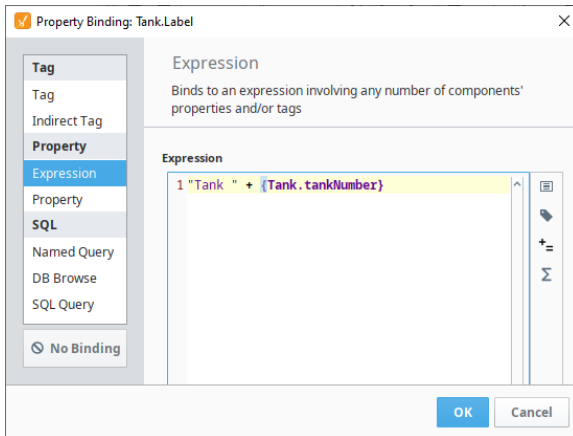 Property Binding: Tank.Label
Tag
Tag
Indirect Tag
Property
Expression
Property
SQL
Named Query
DB Browse
SQL Query
No Binding
Expression
Binds to an expression involving any number of components'
properties and/or tags
Expression
1 "Tank " + {Tank.tankNumber}
OK
Cancel